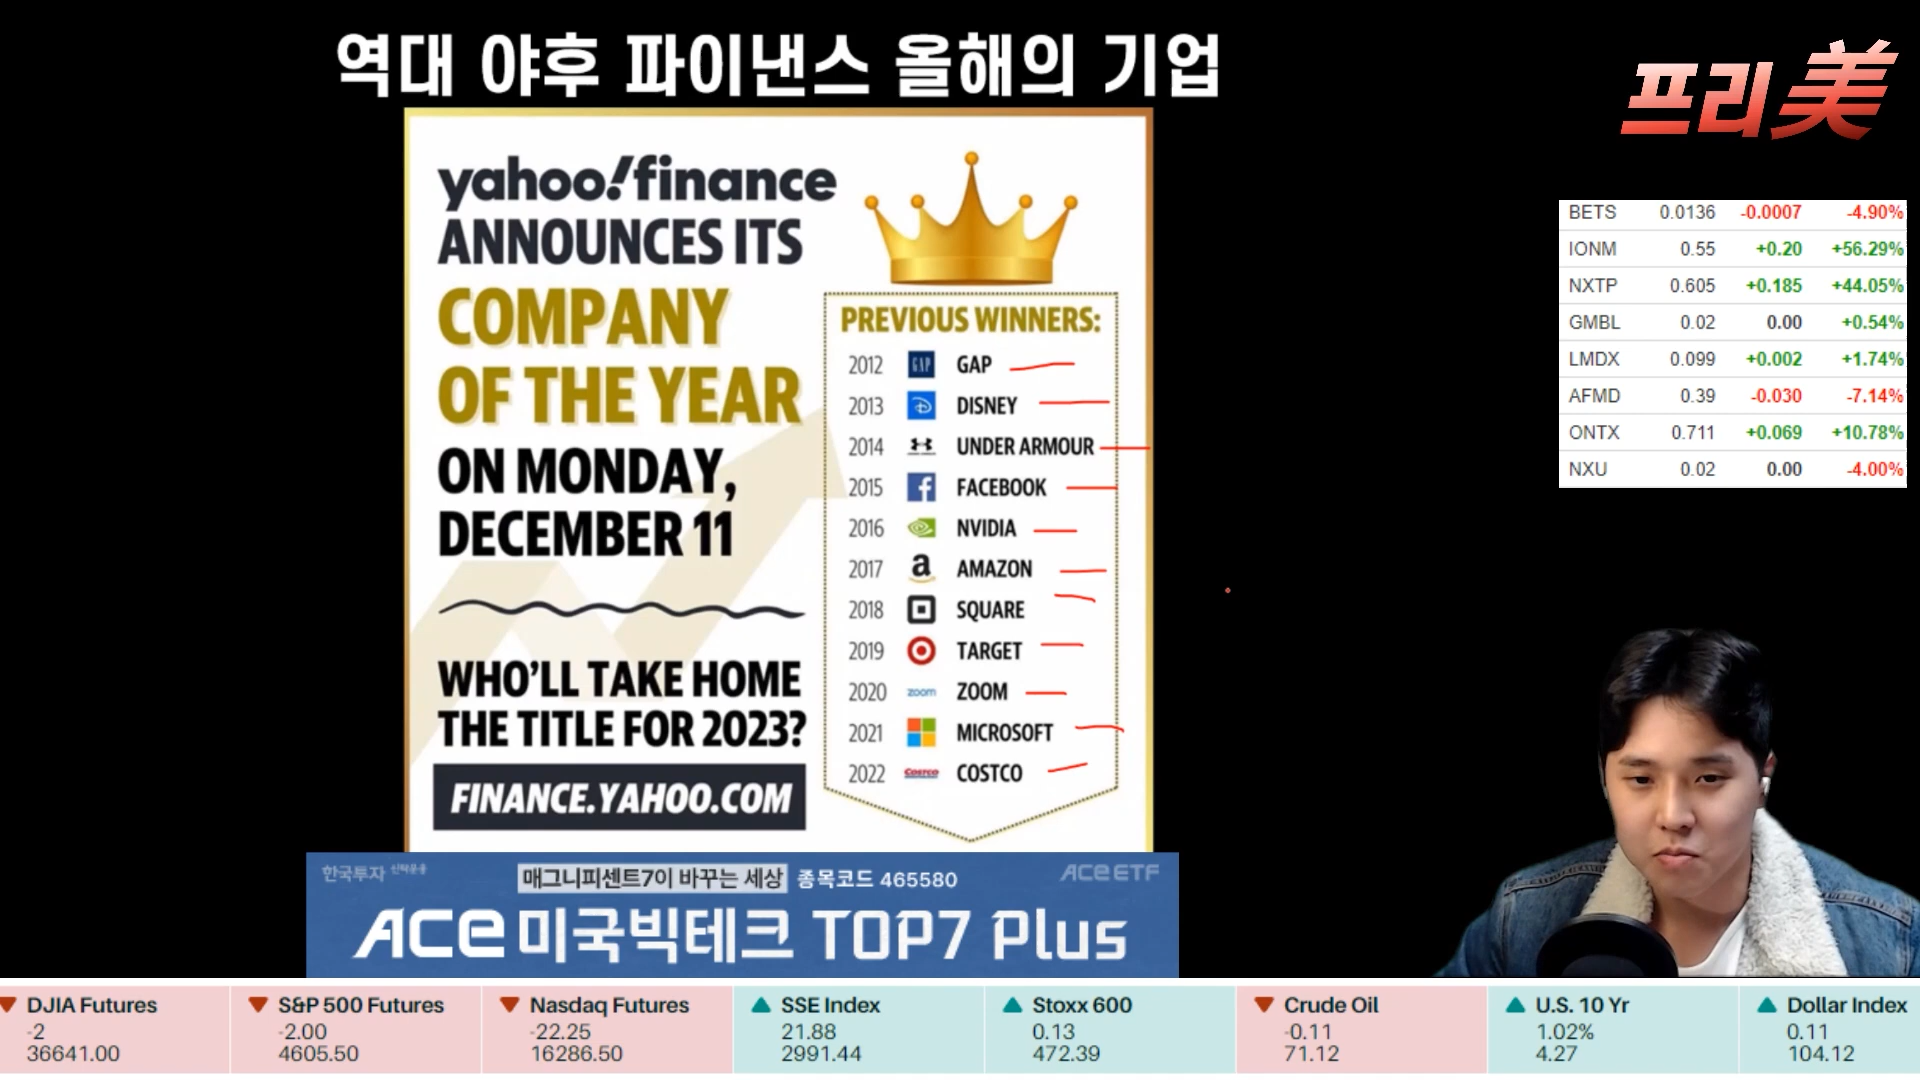 역대 야후 파이낸스 올해의 기업
프리美
yahoo!finance
ANNOUNCES ITS
COMPANY
OF THE YEAR
ON MONDAY,
DECEMBER 11
WHO'LL TAKE HOME
THE TITLE FOR 2023?
FINANCE.YAHOO.COM
PREVIOUS WINNERS:
2012 GAP GAP
2013 DISNEY
2014 UNDER ARMOUR
2015 f FACEBOOK
2016 NVIDIA
2017 a AMAZON
2018 SQUARE
2019 TARGET
2020 zoom ZOOM
2021 MICROSOFT
2022 Costco COSTCO
BETS 0.0136 -0.0007 -4.90%
IONM 0.55 +0.20 +56.29%
NXTP 0.605 +0.185 +44.05%
GMBL 0.02 0.00 +0.54%
LMDX 0.099 +0.002 +1.74%
AFMD 0.39 -0.030 -7.14%
ONTX 0.711 +0.069 +10.78%
NXU 0.02 0.00 -4.00%
한국투자 신탁운용
매그니피센트7이 바꾸는 세상 종목코드 465580
ACE ETF
ACE 미국빅테크 TOP7 Plus
DJIA Futures
-2
36641.00
S&P 500 Futures
-2.00
4605.50
Nasdaq Futures
-22.25
16286.50
SSE Index
21.88
2991.44
Stoxx 600
0.13
472.39
Crude Oil
-0.11
71.12
U.S. 10 Yr
1.02%
4.27
Dollar Index
0.11
104.12